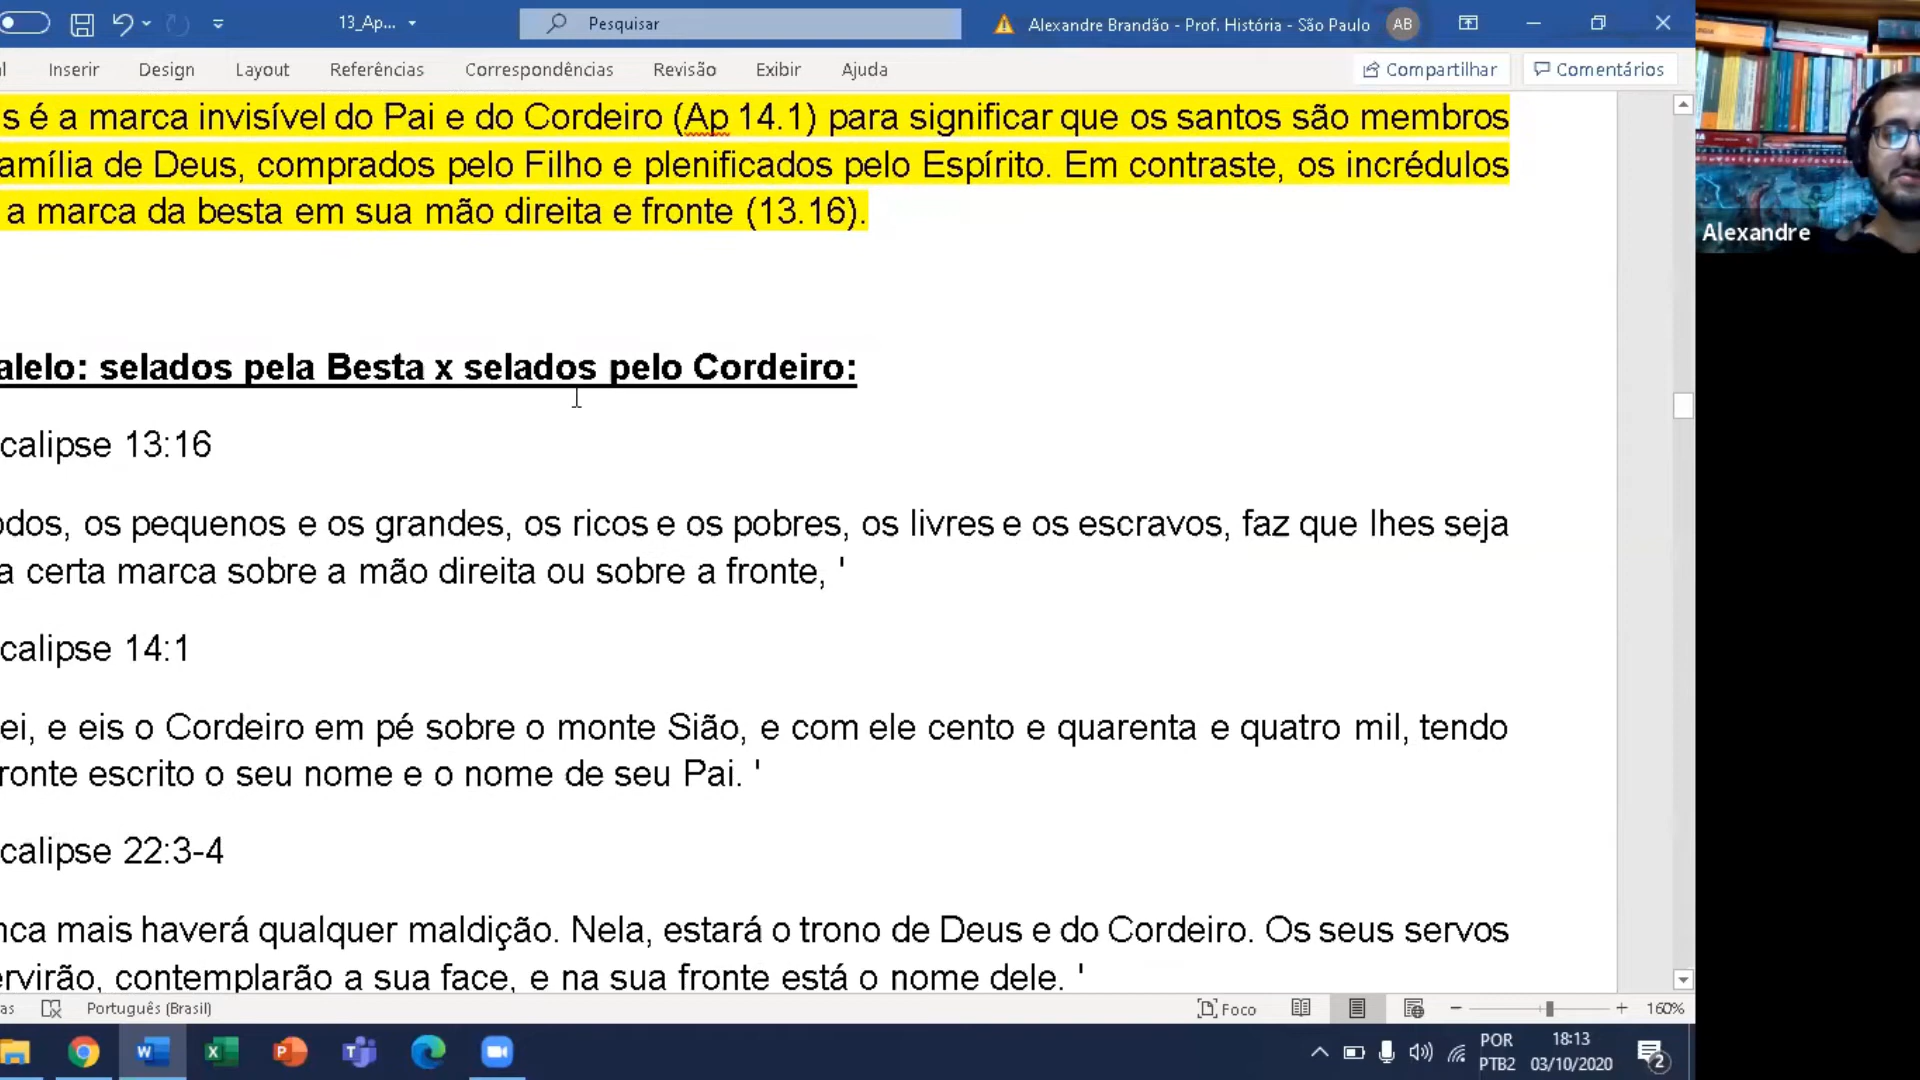 13_Ap...
Pesquisar
Alexandre Brandão - Prof. História - São Paulo
AB
Inserir
Design
Layout
Referências
Correspondências
Revisão
Exibir
Ajuda
Compartilhar
Comentários
s é a marca invisível do Pai e do Cordeiro (Ap 14.1) para significar que os santos são membros
amília de Deus, comprados pelo Filho e plenificados pelo Espírito. Em contraste, os incrédulos
a marca da besta em sua mão direita e fronte (13.16).
Alexandre
alelo: selados pela Besta x selados pelo Cordeiro:
calipse 13:16
odos, os pequenos e os grandes, os ricos e os pobres, os livres e os escravos, faz que lhes seja
a certa marca sobre a mão direita ou sobre a fronte, '
calipse 14:1
ei, e eis o Cordeiro em pé sobre o monte Sião, e com ele cento e quarenta e quatro mil, tendo
ronte escrito o seu nome e o nome de seu Pai. '
calipse 22:3-4
nca mais haverá qualquer maldição. Nela, estará o trono de Deus e do Cordeiro. Os seus servos
ervirão, contemplarão a sua face, e na sua fronte está o nome dele. '
as
Português (Brasil)
Foco
160%
POR
PTB2
18:13
03/10/2020
2